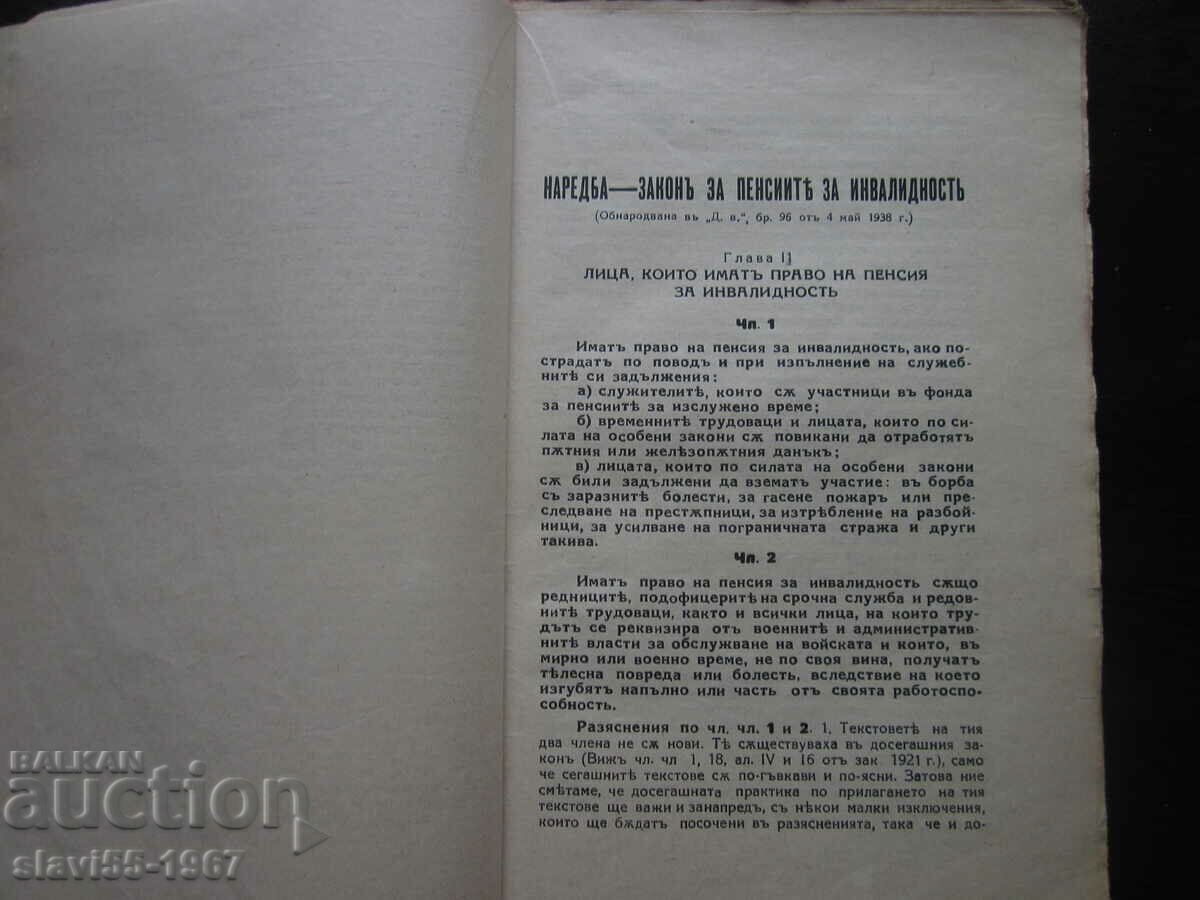 НАРЕДБА—ЗАКОНЪ ЗА ПЕНСИИТѢ ЗА ИНВАЛИДНОСТЬ
(Обнародвана въ „Д. в.“, бр. 96 отъ 4 май 1938 г.)
Глава II
ЛИЦА, КОИТО ИМАТЪ ПРАВО НА ПЕНСИЯ
ЗА ИНВАЛИДНОСТЬ
Чл. 1
Иматъ право на пенсия за инвалидность, ако по-
страдатъ по поводъ и при изпълнение на служеб-
нитѣ си задължения:
а) служителитѣ, които сѫ участници въ фонда
за пенсиитѣ за изслужено време;
б) временнитѣ трудоваци и лицата, които по си-
лата на особени закони сѫ повикани да отработятъ
пѫтния или желѣзопѫтния данъкъ;
в) лицата, които по силата на особени закони
сѫ били задължени да взематъ участие: въ борба
съ заразнитѣ болести, за гасене пожаръ или пре-
следване на престѫпници, за изтрѣбление на разбой-
ници, за усилване на пограничната стража и други
такива.
Чл. 2
Иматъ право на пенсия за инвалидность сѫщо
редницитѣ, подофицеритѣ на срочна служба и редов-
нитѣ трудоваци, както и всички лица, на които тру-
дътъ се реквизира отъ военнитѣ и административ-
нитѣ власти за обслужване на войската и които, въ
мирно или военно време, не по своя вина, получатъ
тѣлесна повреда или болесть, вследствие на което
изгубятъ напълно или часть отъ своята работоспо-
собность.
Разяснения по чл. чл. 1 и 2. 1. Текстоветѣ на тия
два члена не сѫ нови. Тѣ сѫществуваха въ досегашния за-
конъ (Вижъ чл. чл 1, 18, ал. IV и 16 отъ зак. 1921 г.), само
че сегашнитѣ текстове сѫ по-гъвкави и по-ясни. Затова ние
смѣтаме, че досегашната практика по прилагането на тия
текстове ще важи и занапредъ, съ нѣкои малки изключения,
които ще бѫдатъ посочени въ разясненията, така че и до-
BALKAN
auction
slavi55-1967